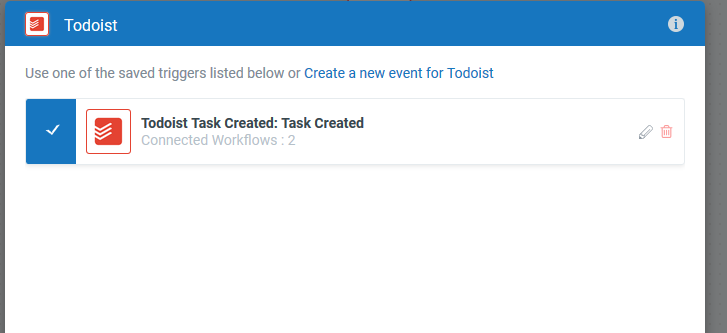 Todoist
Use one of the saved triggers listed below or Create a new event for Todoist
Todoist Task Created: Task Created
Connected Workflows : 2